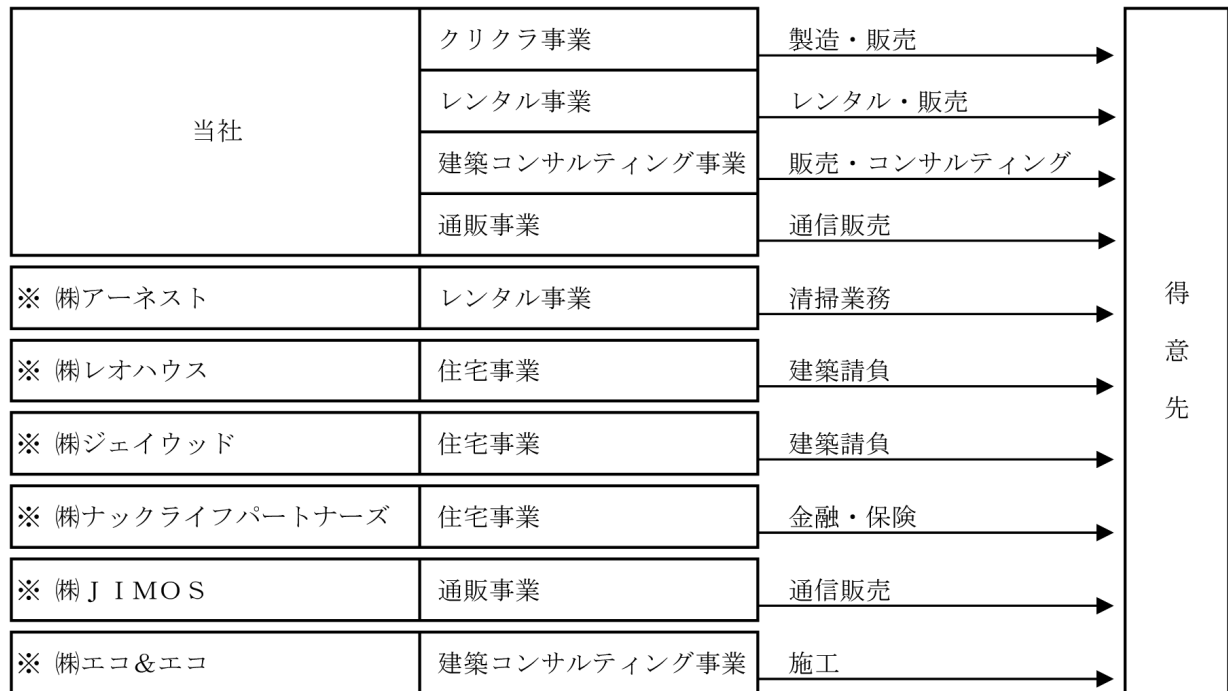 クリクラ事業 製造・販売
レンタル事業 レンタル・販売
当社
建築コンサルティング事業 販売・コンサルティング
通販事業 通信販売
※ ㈱アーネスト レンタル事業 清掃業務
※ ㈱レオハウス 住宅事業 建築請負
※ ㈱ジェイウッド 住宅事業 建築請負
※ ㈱ナックライフパートナーズ 住宅事業 金融・保険
※ ㈱ＪＩＭＯＳ 通販事業 通信販売
※ ㈱エコ＆エコ 建築コンサルティング事業 施工
得意先